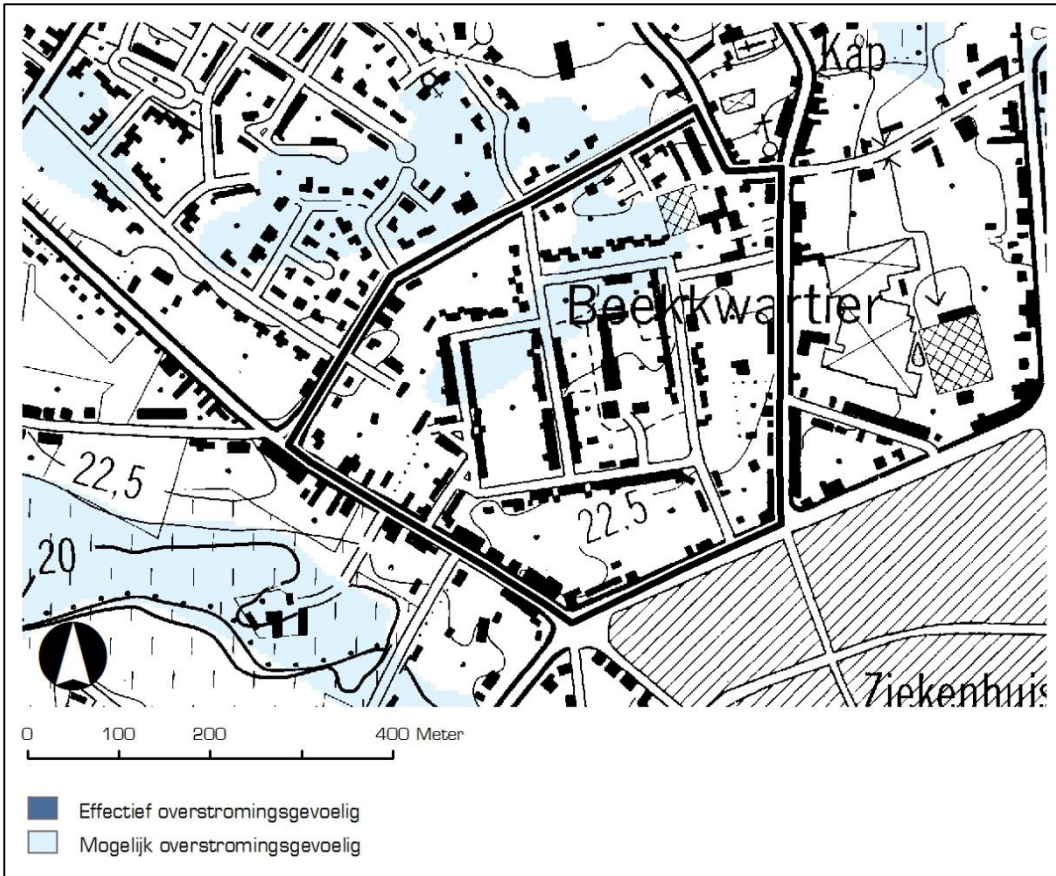 Kap
Beekkwartier
22,5
22,5
20
Ziekenhuis
0 100 200 400 Meter
Effectief overstromingsgevoelig
Mogelijk overstromingsgevoelig